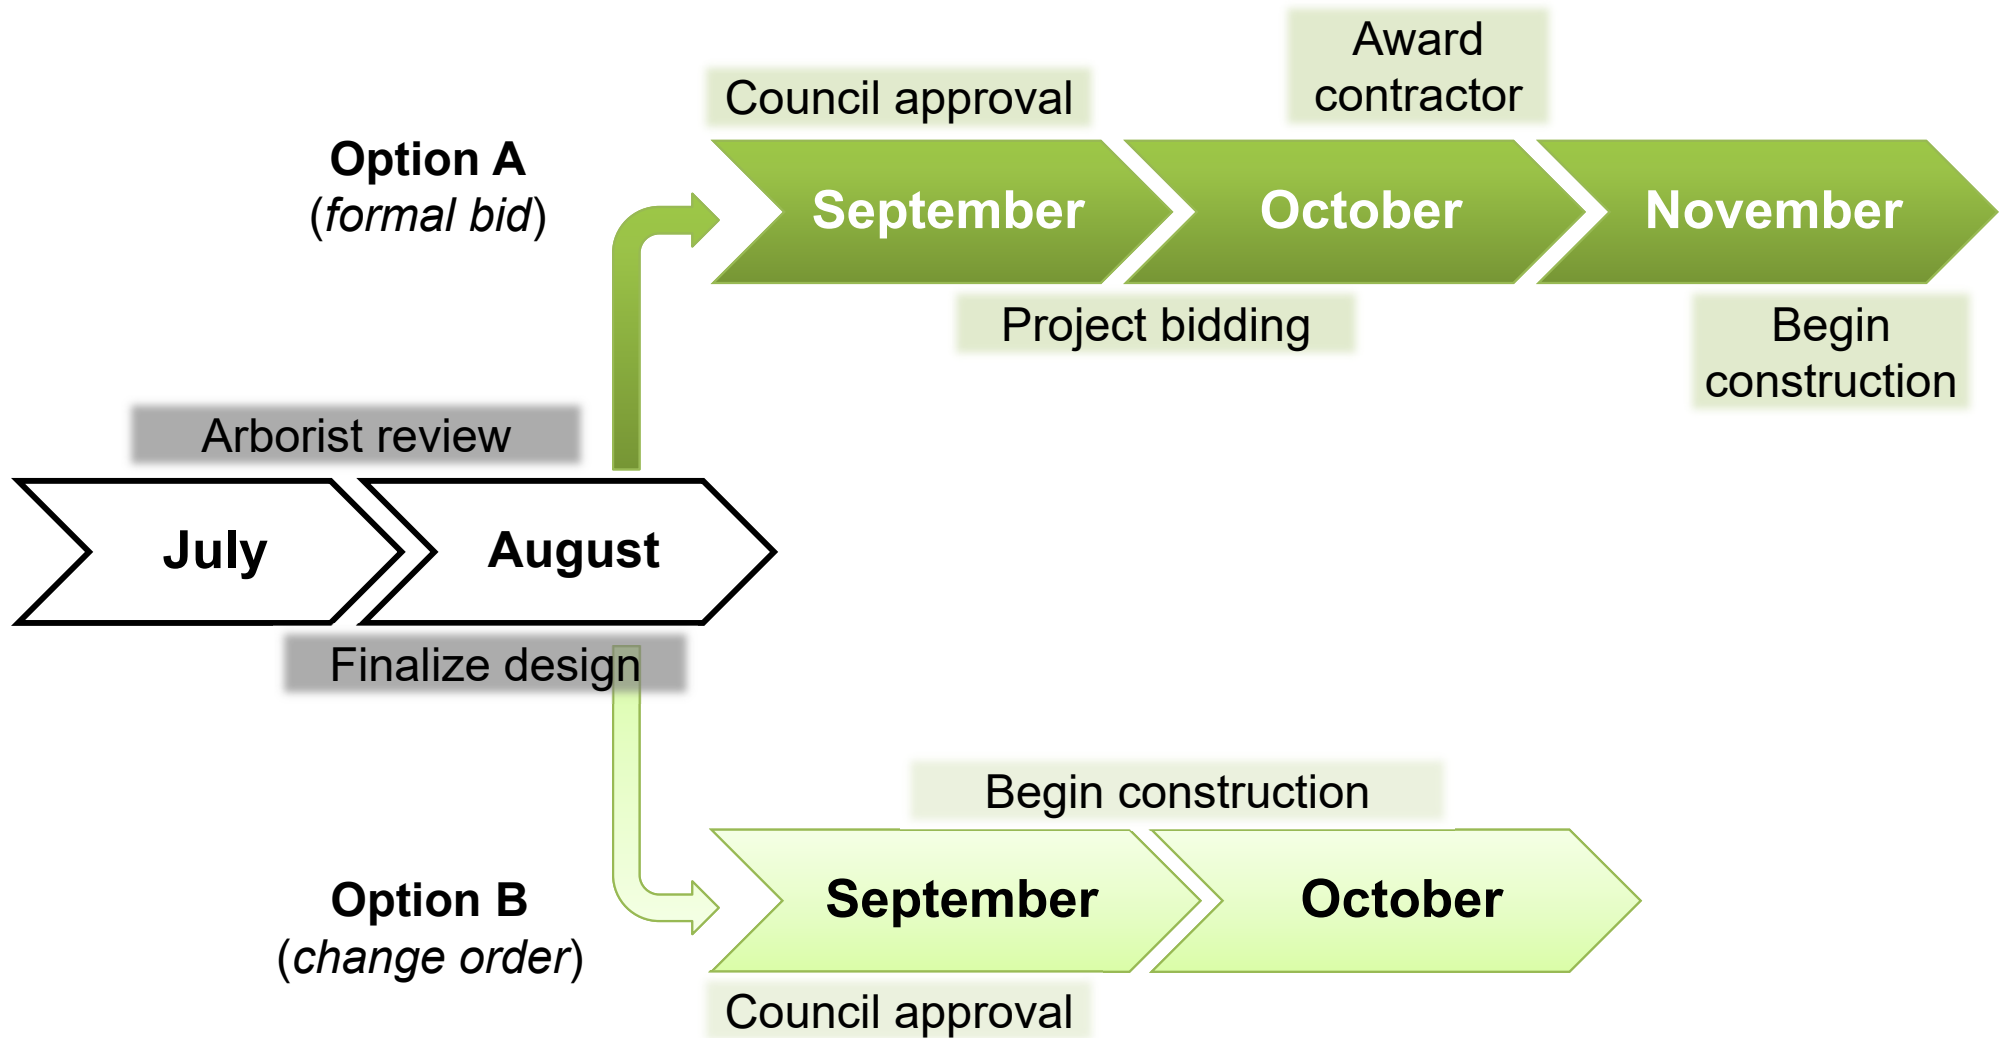 Award
contractor
Council approval
Option A
(formal bid)
September
October
November
Project bidding
Begin
construction
Arborist review
July
August
Finalize design
Begin construction
Option B
(change order)
September
October
Council approval